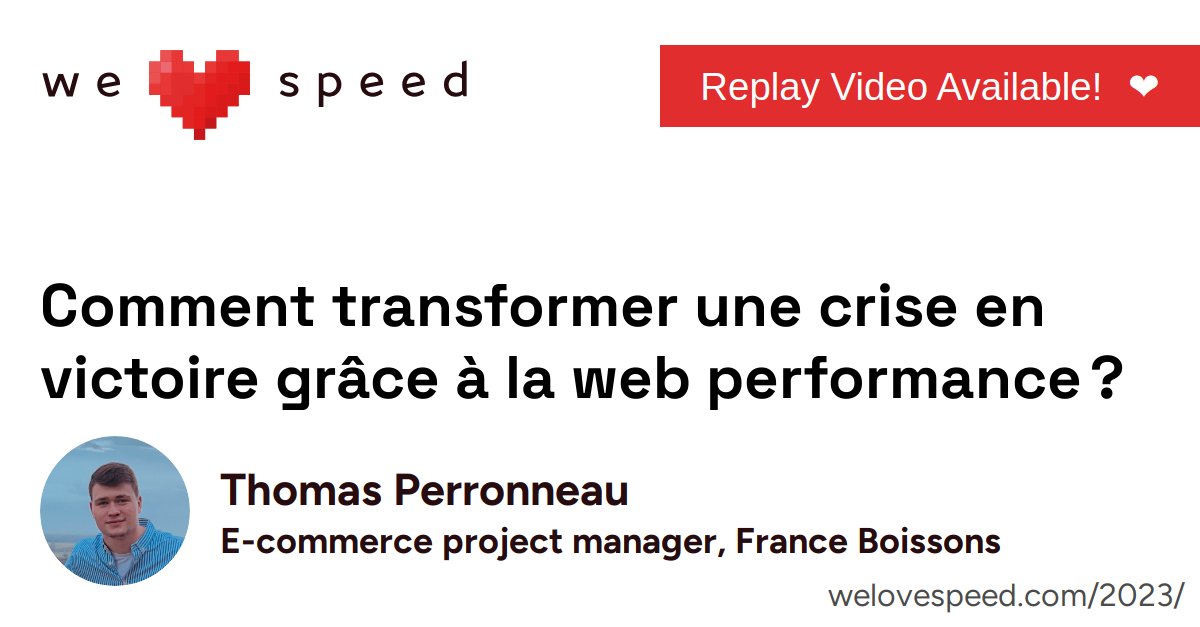 we speed
Replay Video Available! ❤
Comment transformer une crise en
victoire grâce à la web performance ?
Thomas Perronneau
E-commerce project manager, France Boissons
welovespeed.com/2023/